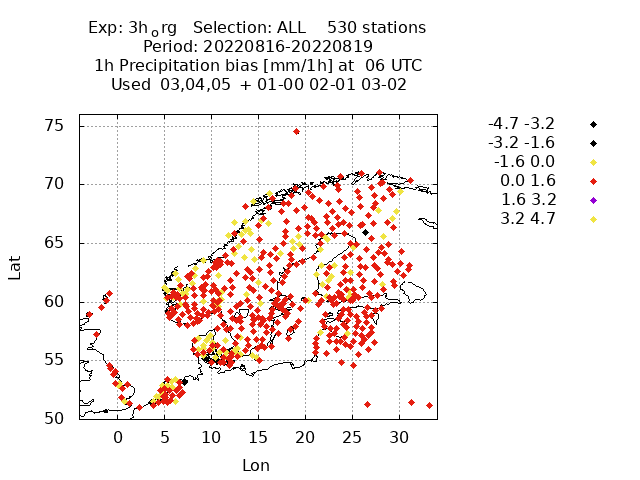 Exp: 3h_org   Selection: ALL    530 stations
Period: 20220816-20220819
1h Precipitation bias [mm/1h] at  06 UTC
Used  03,04,05  + 01-00 02-01 03-02
-4.7 -3.2
-3.2 -1.6
-1.6 0.0
0.0 1.6
1.6 3.2
3.2 4.7
75
70
65
60
55
50
Lat
0 5 10 15 20 25 30
Lon